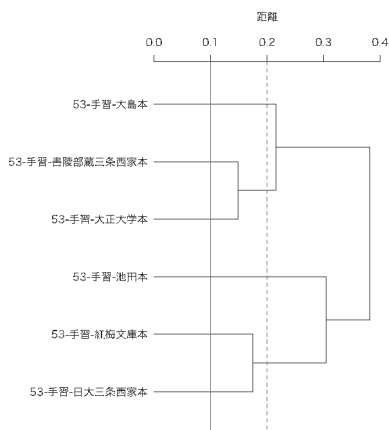 距離
0.0 0.1 0.2 0.3 0.4
53-手習-大島本
53-手習-書陵部蔵三条西家本
53-手習-大正大学本
53-手習-池田本
53-手習-紅梅文庫本
53-手習-日大三条西家本